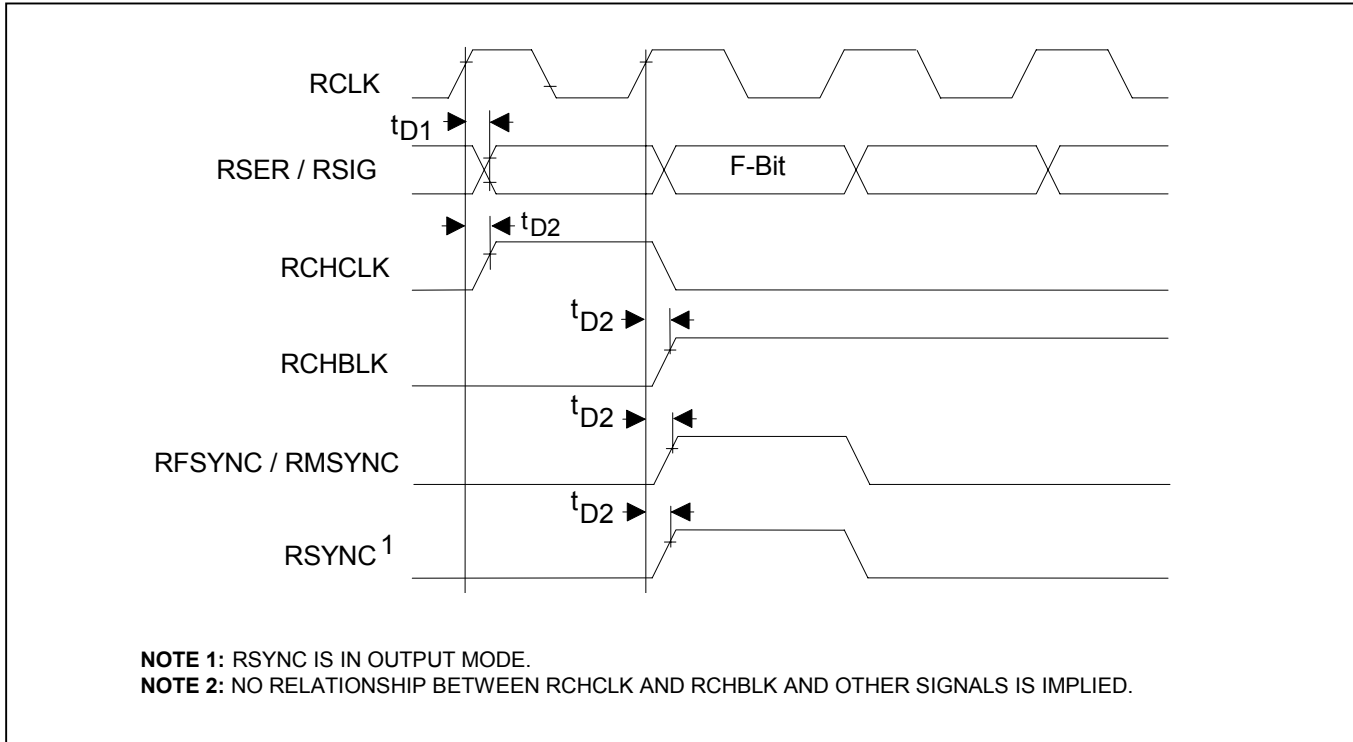 RCLK
tD1
RSER / RSIG
F-Bit
tD2
RCHCLK
tD2
RCHBLK
tD2
RFSYNC / RMSYNC
tD2
RSYNC1
NOTE 1: RSYNC IS IN OUTPUT MODE.
NOTE 2: NO RELATIONSHIP BETWEEN RCHCLK AND RCHBLK AND OTHER SIGNALS IS IMPLIED.